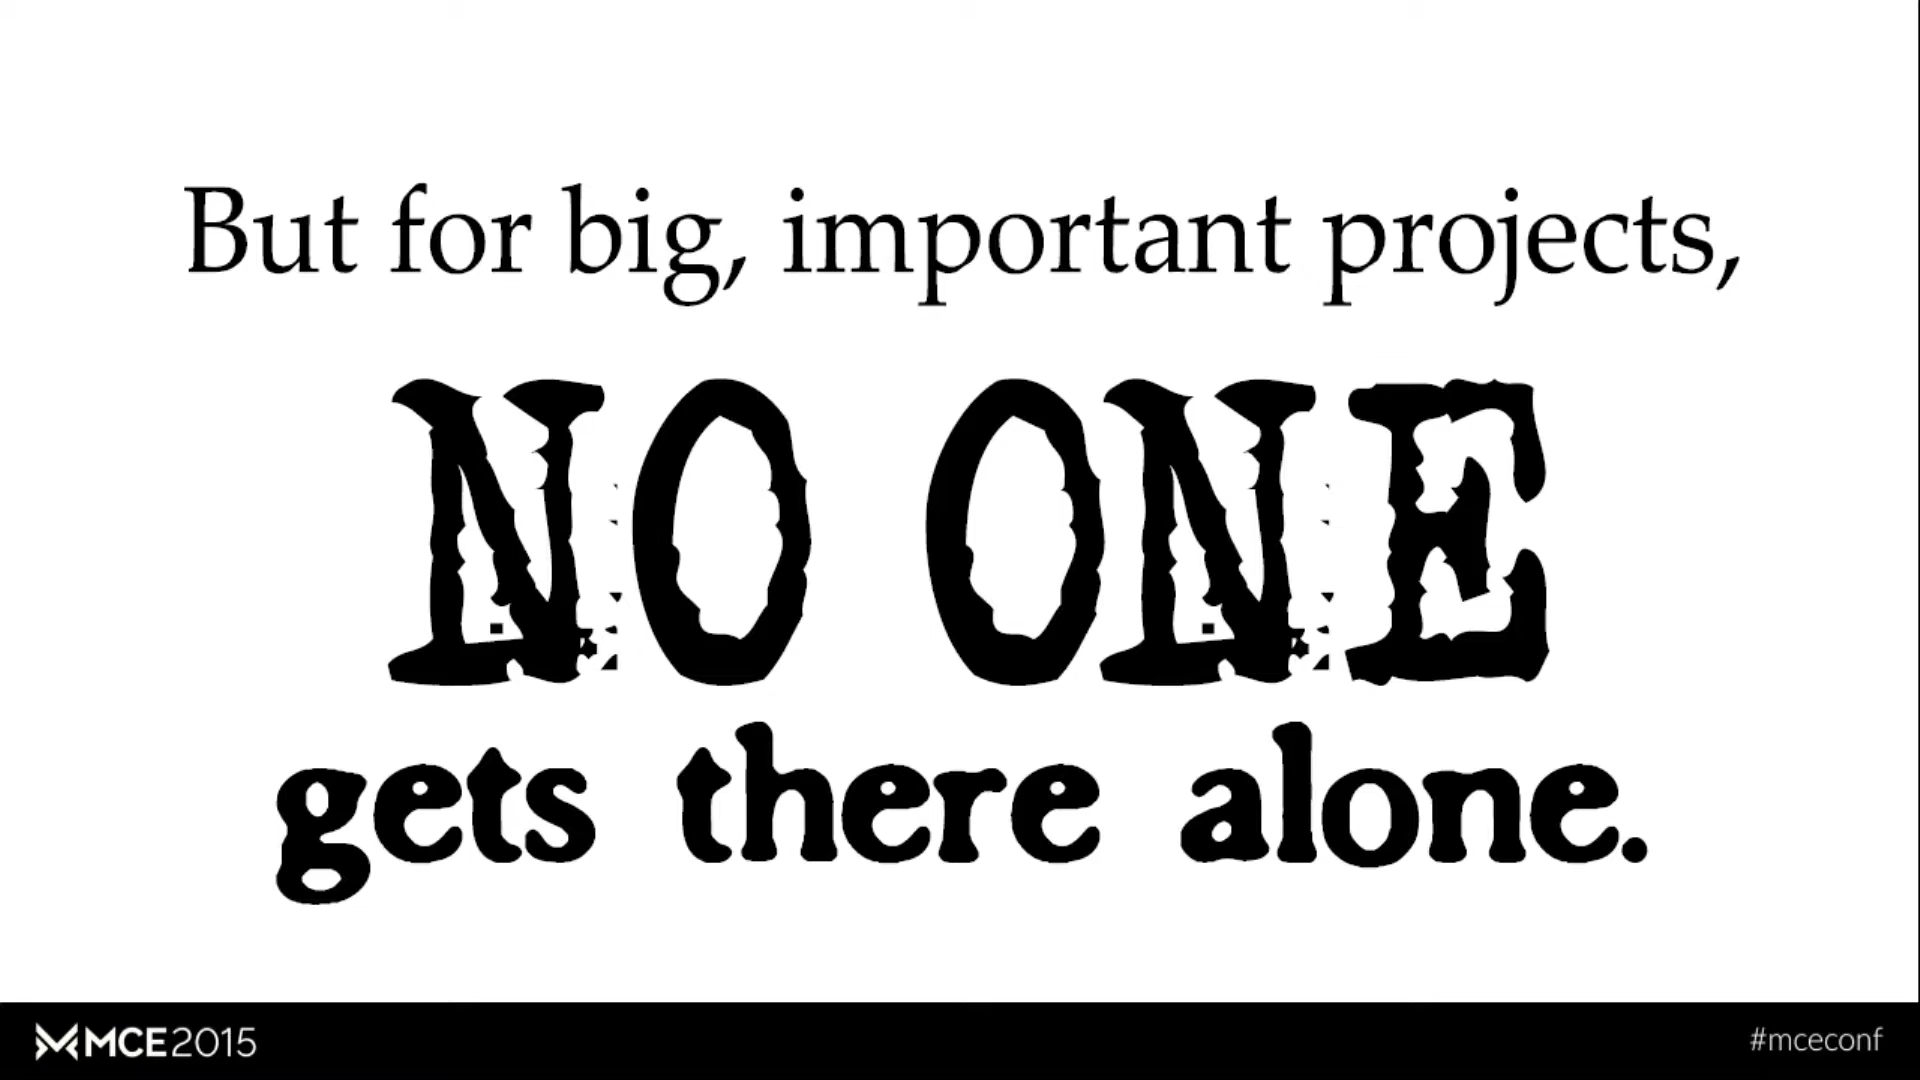 But for big, important projects,
NO ONE
gets there alone.
MCE2015
#mceconf